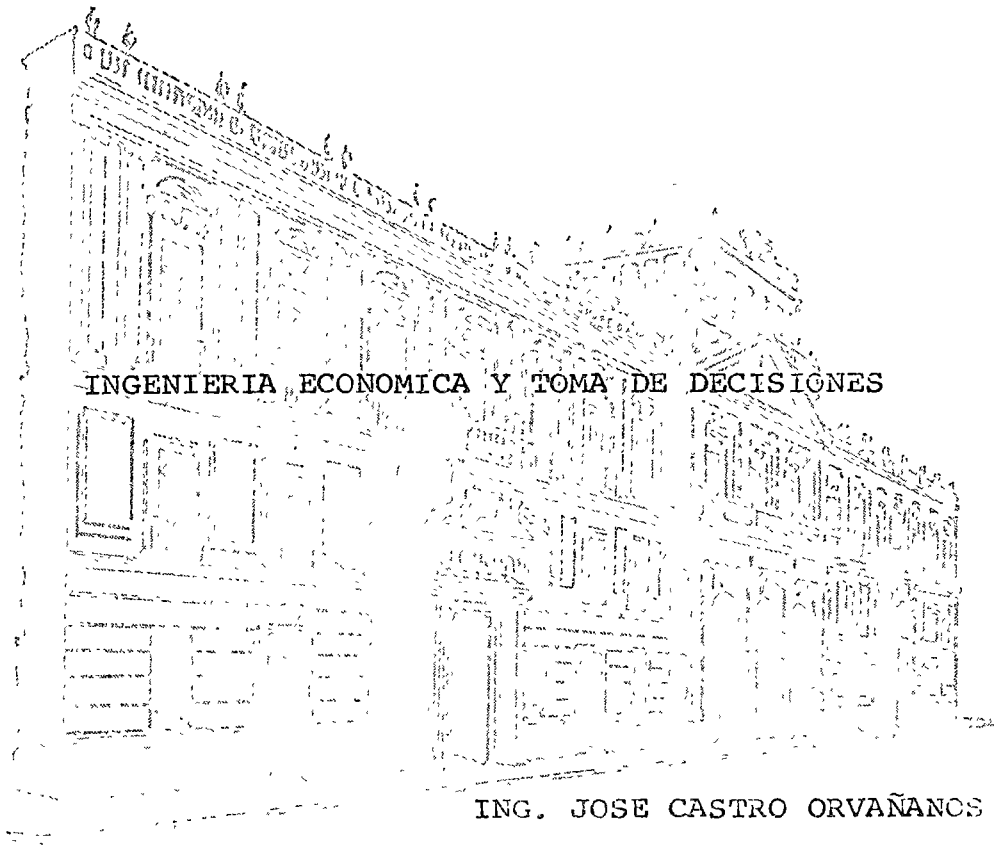 INGENIERIA ECONOMICA Y TOMA DE DECISIONES
ING. JOSE CASTRO ORVAÑANOS